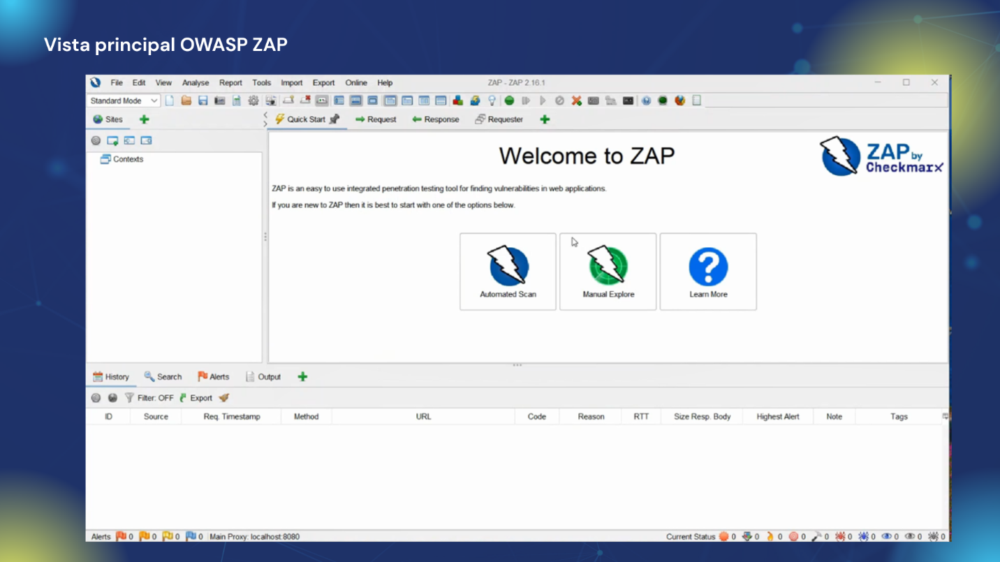 Vista principal OWASP ZAP
File Edit View Analyse Report Tools Import Export Online Help ZAP - ZAP 2.16.1
Standard Mode
Sites Quick Start Request Response Requester
Contexts
Welcome to ZAP
ZAP by
Checkmarx
ZAP is an easy to use integrated penetration testing tool for finding vulnerabilities in web applications.
If you are new to ZAP then it is best to start with one of the options below.
Automated Scan Manual Explore Learn More
History Search Alerts Output
Filter: OFF Export
ID Source Req. Timestamp Method URL Code Reason RTT Size Resp. Body Highest Alert Note Tags
Alerts 0 0 0 0 Main Proxy: localhost:8080 Current Status 0 0 0 0 0 0 0 0 0 0